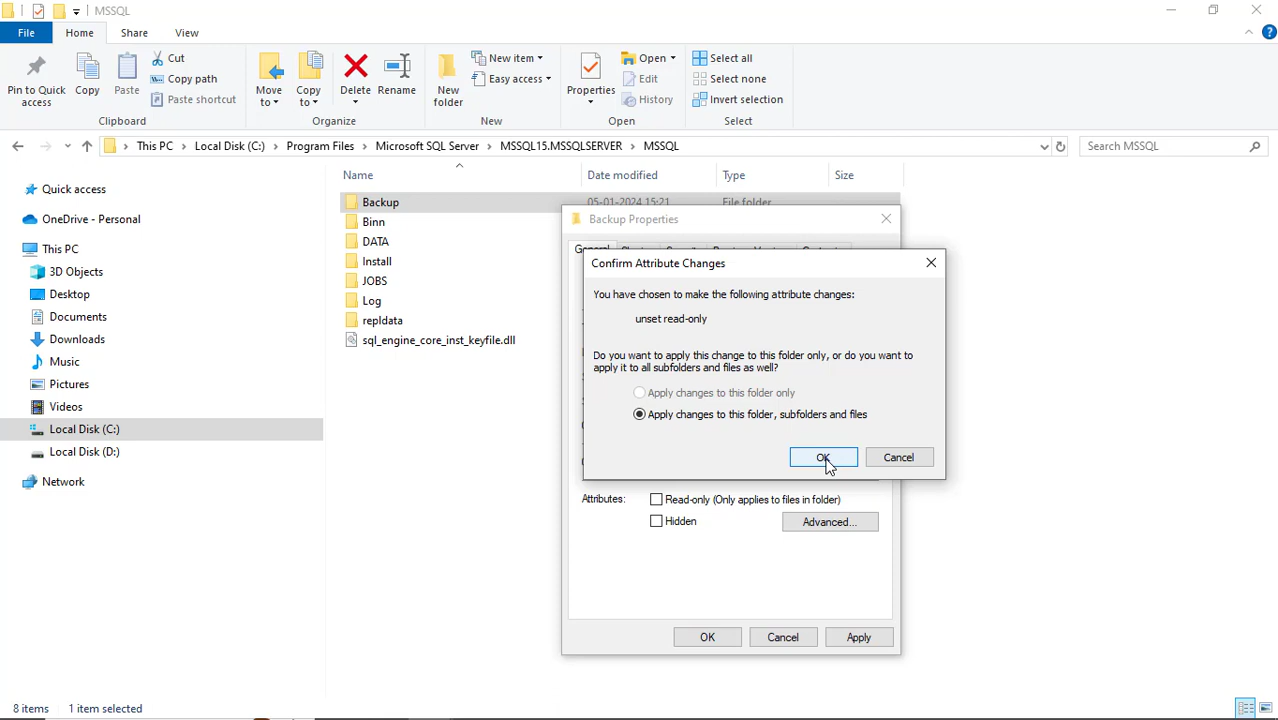 MSSQL
File Home Share View
Pin to Quick access
Copy
Paste
Cut
Copy path
Paste shortcut
Move to
Copy to
Delete
Rename
New folder
New item
Easy access
Properties
Open
Edit
History
Select all
Select none
Invert selection
Clipboard Organize New Open Select
This PC Local Disk (C:) Program Files Microsoft SQL Server MSSQL15.MSSQLSERVER MSSQL
Search MSSQL
Quick access
OneDrive - Personal
This PC
3D Objects
Desktop
Documents
Downloads
Music
Pictures
Videos
Local Disk (C:)
Local Disk (D:)
Network
Name Date modified Type Size
Backup 05-01-2024 15:21 File folder
Binn
DATA
Install
JOBS
Log
repldata
sql_engine_core_inst_keyfile.dll
Backup Properties
General
Confirm Attribute Changes
You have chosen to make the following attribute changes:
unset read-only
Do you want to apply this change to this folder only, or do you want to
apply it to all subfolders and files as well?
Apply changes to this folder only
Apply changes to this folder, subfolders and files
OK Cancel
Attributes: Read-only (Only applies to files in folder)
Hidden Advanced...
OK Cancel Apply
8 items 1 item selected